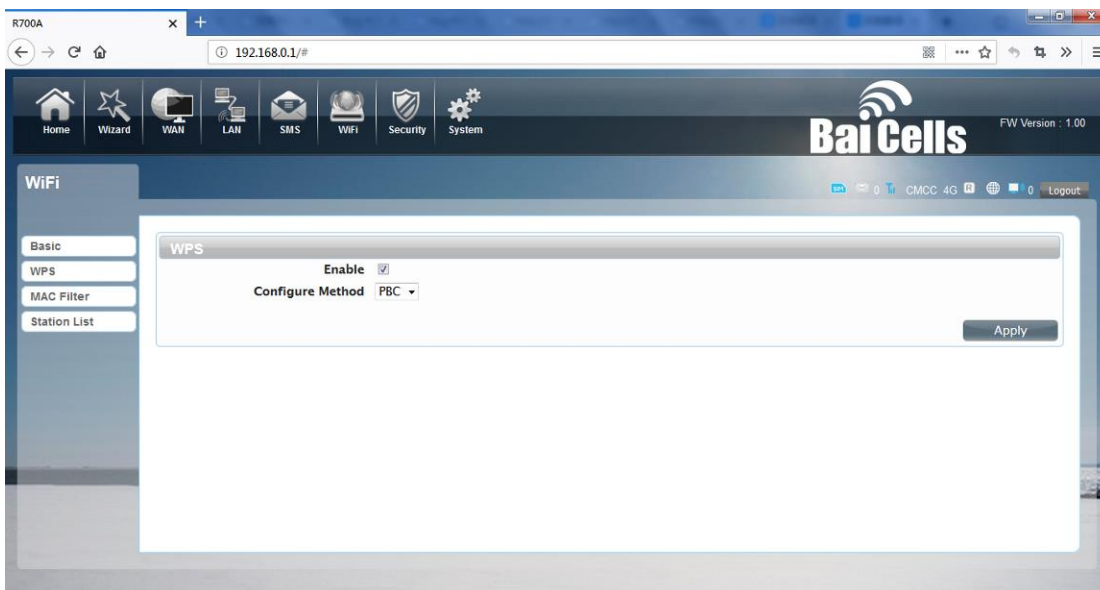 R700A
192.168.0.1/#
Home Wizard WAN LAN SMS WiFi Security System
BaiCells
FW Version : 1.00
WiFi
0 CMCC 4G R 0 Logout
Basic
WPS
MAC Filter
Station List
WPS
Enable
Configure Method PBC
Apply